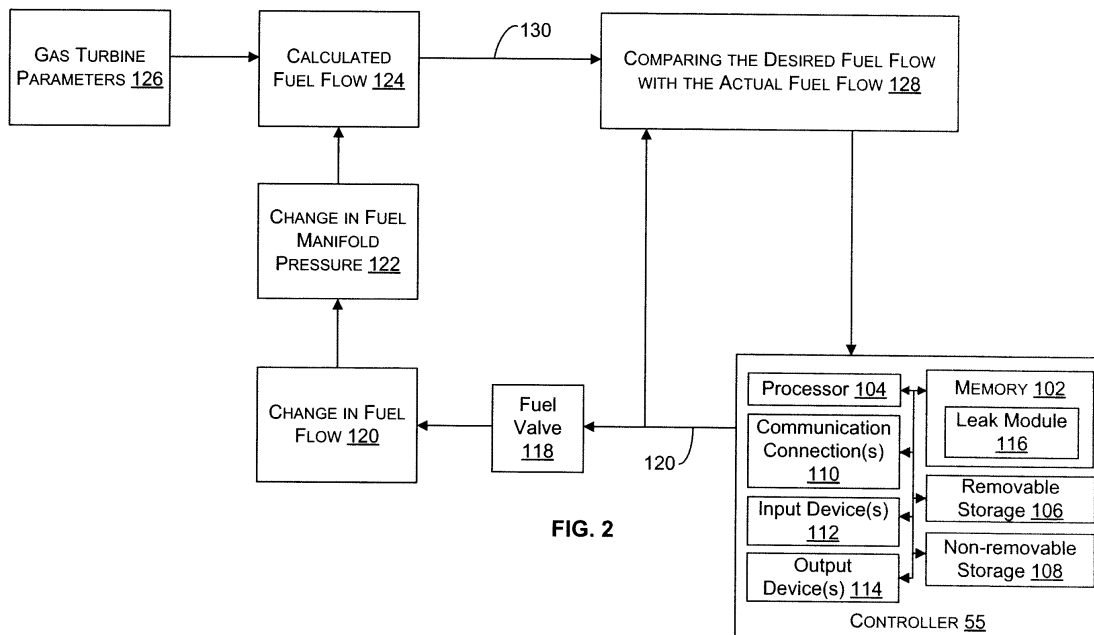 GAS TURBINE
PARAMETERS 126
CALCULATED
FUEL FLOW 124
130
COMPARING THE DESIRED FUEL FLOW
WITH THE ACTUAL FUEL FLOW 128
CHANGE IN FUEL
MANIFOLD
PRESSURE 122
CHANGE IN FUEL
FLOW 120
Fuel
Valve
118
120
Processor 104
Communication
Connection(s)
110
Input Device(s)
112
Output
Device(s) 114
MEMORY 102
Leak Module
116
Removable
Storage 106
Non-removable
Storage 108
CONTROLLER 55
FIG. 2